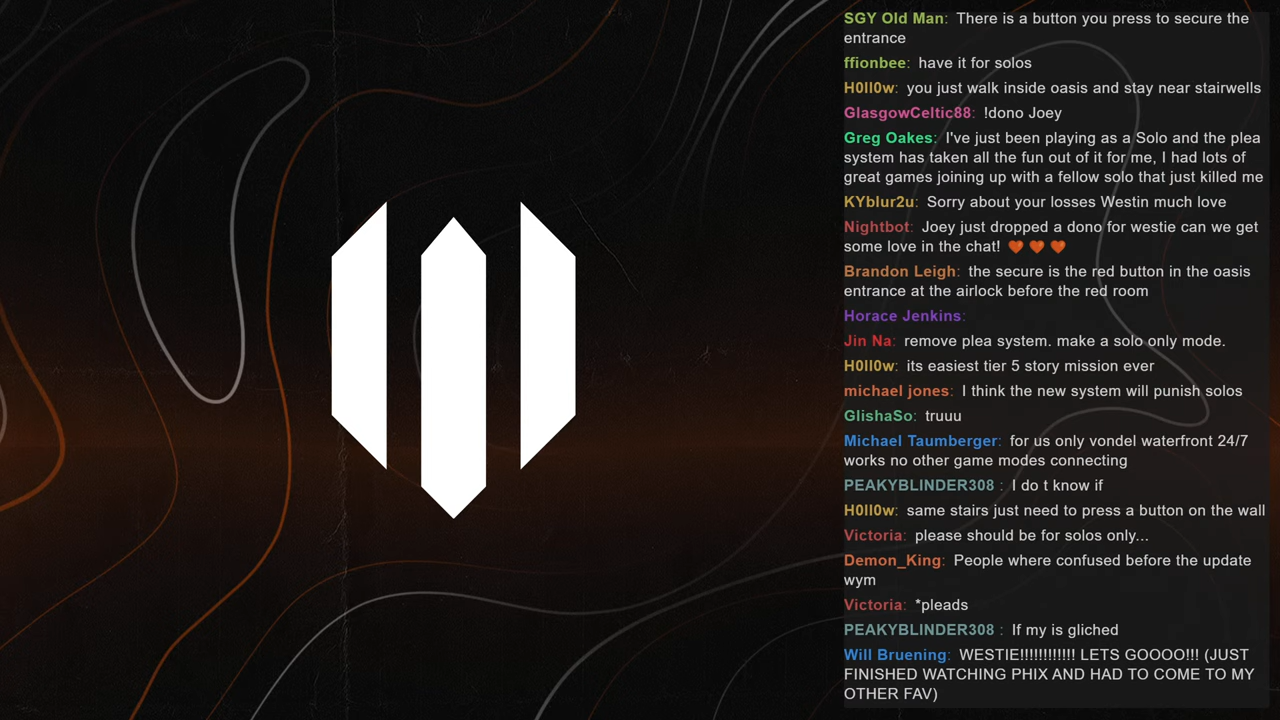 SGY Old Man: There is a button you press to secure the
entrance
ffionbee: have it for solos
H0ll0w: you just walk inside oasis and stay near stairwells
GlasgowCeltic88: !dono Joey
Greg Oakes: I've just been playing as a Solo and the plea
system has taken all the fun out of it for me, I had lots of
great games joining up with a fellow solo that just killed me
KYblur2u: Sorry about your losses Westin much love
Nightbot: Joey just dropped a dono for westie can we get
some love in the chat! 🧡 🧡 🧡
Brandon Leigh: the secure is the red button in the oasis
entrance at the airlock before the red room
Horace Jenkins:
Jin Na: remove plea system. make a solo only mode.
H0ll0w: its easiest tier 5 story mission ever
michael jones: I think the new system will punish solos
GlishaSo: truuu
Michael Taumberger: for us only vondel waterfront 24/7
works no other game modes connecting
PEAKYBLINDER308 : I do t know if
H0ll0w: same stairs just need to press a button on the wall
Victoria: please should be for solos only...
Demon_King: People where confused before the update
wym
Victoria: *pleads
PEAKYBLINDER308 : If my is gliched
Will Bruening: WESTIE!!!!!!!!!!!! LETS GOOOO!!! (JUST
FINISHED WATCHING PHIX AND HAD TO COME TO MY
OTHER FAV)